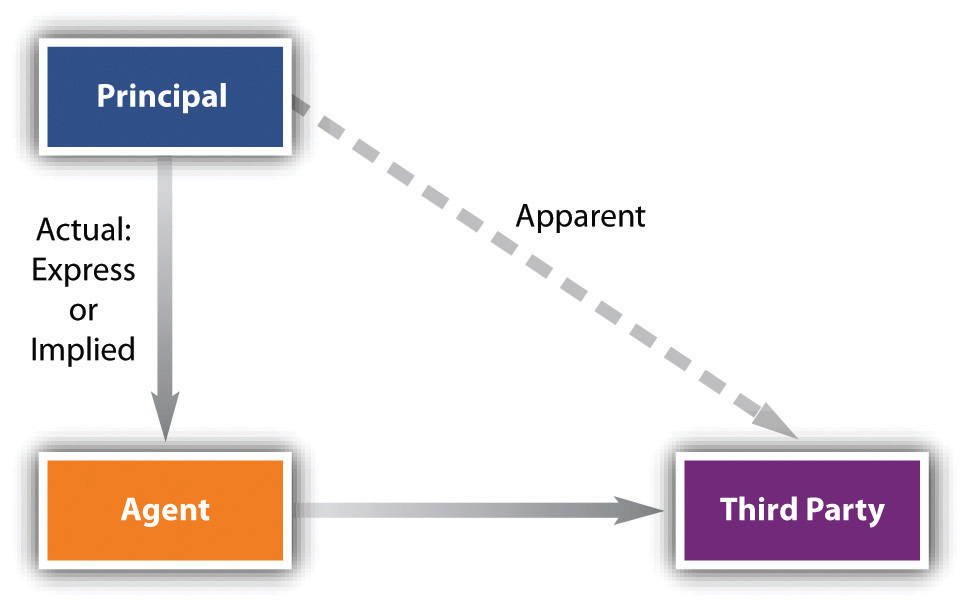 Principal
Actual:
Express
or
Implied
Apparent
Agent
Third Party